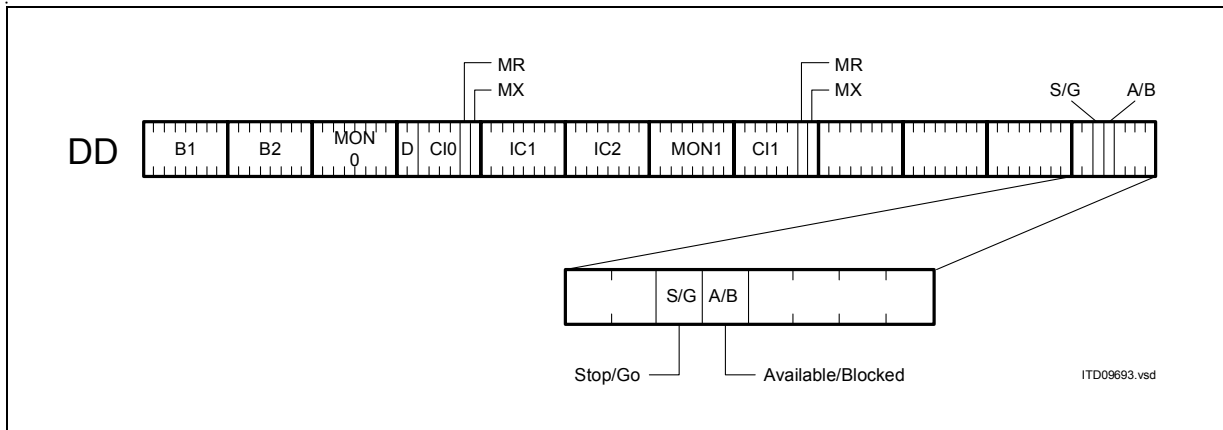 MR
MX
MR
MX
S/G
A/B
DD
B1
B2
MON
0
D
CI0
IC1
IC2
MON1
CI1
S/G
A/B
Stop/Go
Available/Blocked
ITD09693.vsd